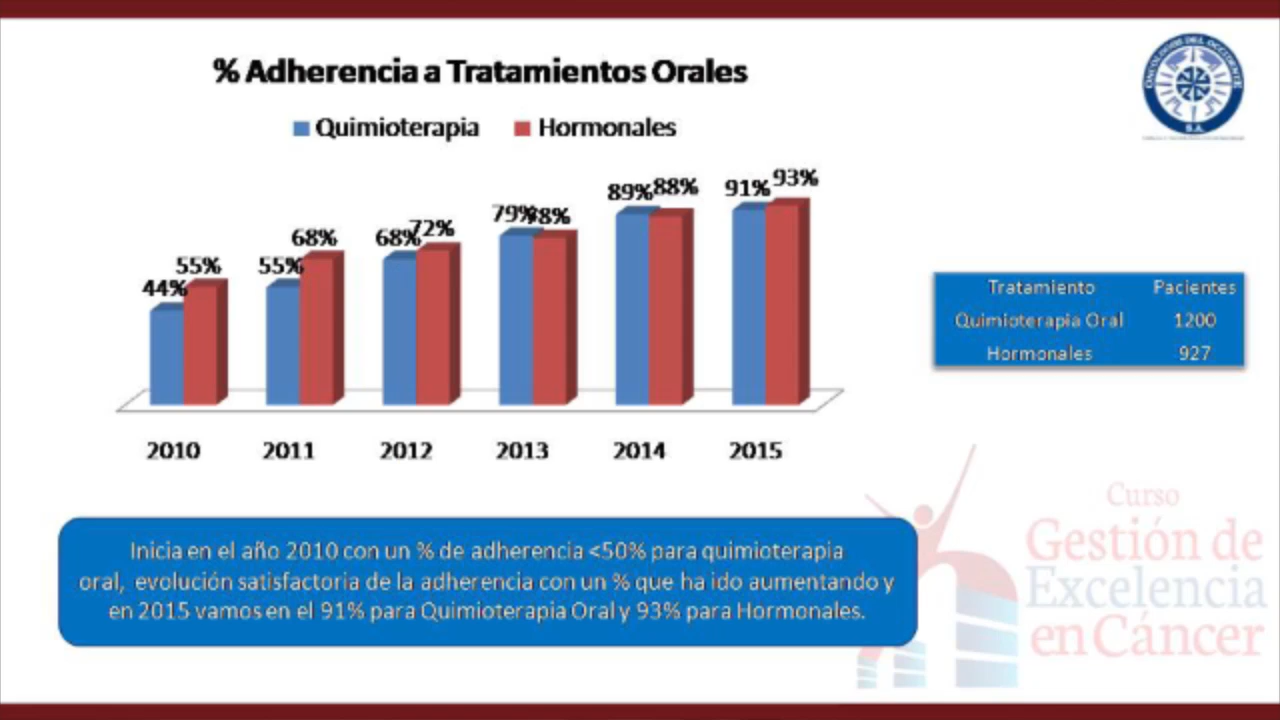 % Adherencia a Tratamientos Orales
Quimioterapia Hormonales
44% 55% 55% 68% 68% 72% 79% 78% 89% 88% 91% 93%
2010 2011 2012 2013 2014 2015
ONCOLOGOS DEL OCCIDENTE
S.A.
Tratamiento Pacientes
Quimioterapia Oral 1200
Hormonales 927
Inicia en el año 2010 con un % de adherencia <50% para quimioterapia
oral, evolución satisfactoria de la adherencia con un % que ha ido aumentando y
en 2015 vamos en el 91% para Quimioterapia Oral y 93% para Hormonales.
Curso
Gestión de
Excelencia
en Cáncer